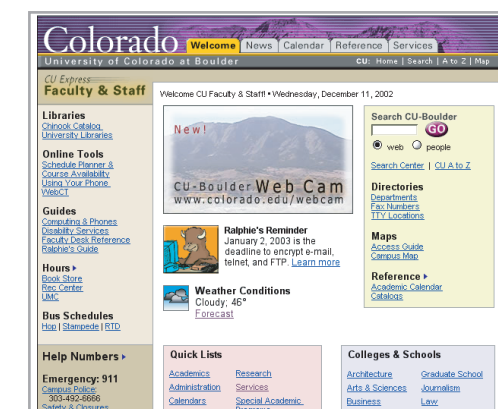 Colorado
Welcome News Calendar Reference Services
University of Colorado at Boulder
CU: Home | Search | A to Z | Map
CU Express
Faculty & Staff
Welcome CU Faculty & Staff! • Wednesday, December 11, 2002
Libraries
Chinook Catalog
University Libraries
Online Tools
Schedule Planner &
Course Availability
Using Your Phone
WebCT
Guides
Computing & Phones
Disability Services
Faculty Desk Reference
Ralphie's Guide
Hours
Book Store
Rec Center
UMC
Bus Schedules
Hop | Stampede | RTD
Help Numbers
Emergency: 911
Campus Police:
303-492-6666
Safety & Closures
New!
CU-Boulder Web Cam
www.colorado.edu/webcam
Ralphie's Reminder
January 2, 2003 is the
deadline to encrypt e-mail,
telnet, and FTP. Learn more
Weather Conditions
Cloudy; 46°
Forecast
Search CU-Boulder
GO
web people
Search Center | CU A to Z
Directories
Departments
Fax Numbers
TTY Locations
Maps
Access Guide
Campus Map
Reference
Academic Calendar
Catalogs
Quick Lists
Academics Research
Administration Services
Calendars Special Academic
Programs
Colleges & Schools
Architecture Graduate School
Arts & Sciences Journalism
Business Law